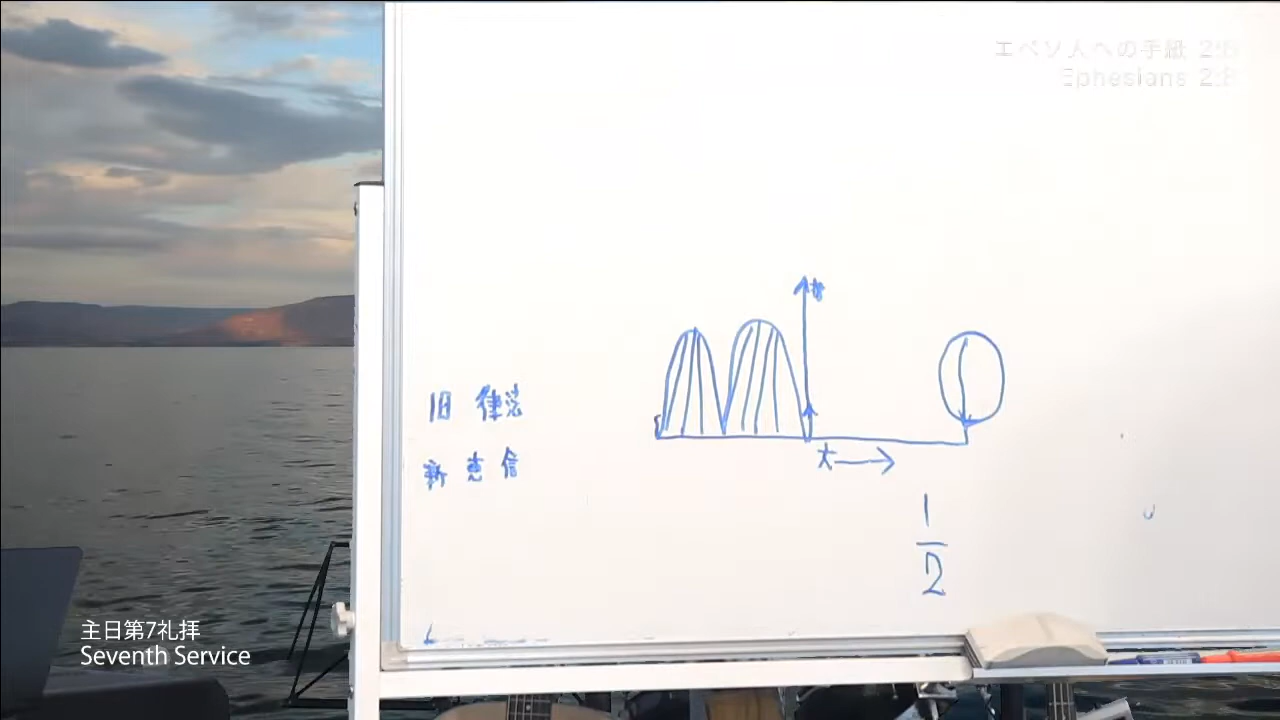 エペソ人への手紙 2:8
Ephesians 2:8
旧 律法
新 恵 信
大
1
2
主日第7礼拝
Seventh Service